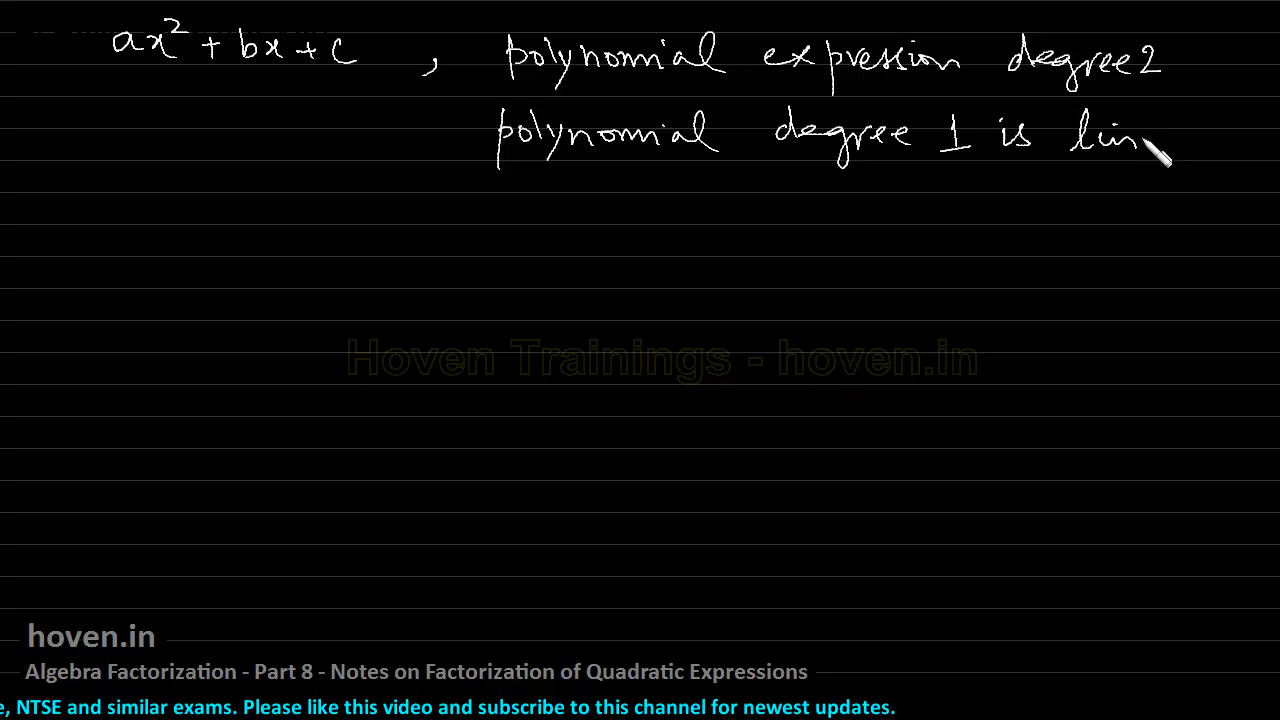 ax² + bx + c , polynomial expression degree 2
polynomial degree 1 is lin
Hoven Trainings - hoven.in
hoven.in
Algebra Factorization - Part 8 - Notes on Factorization of Quadratic Expressions
e, NTSE and similar exams. Please like this video and subscribe to this channel for newest updates.